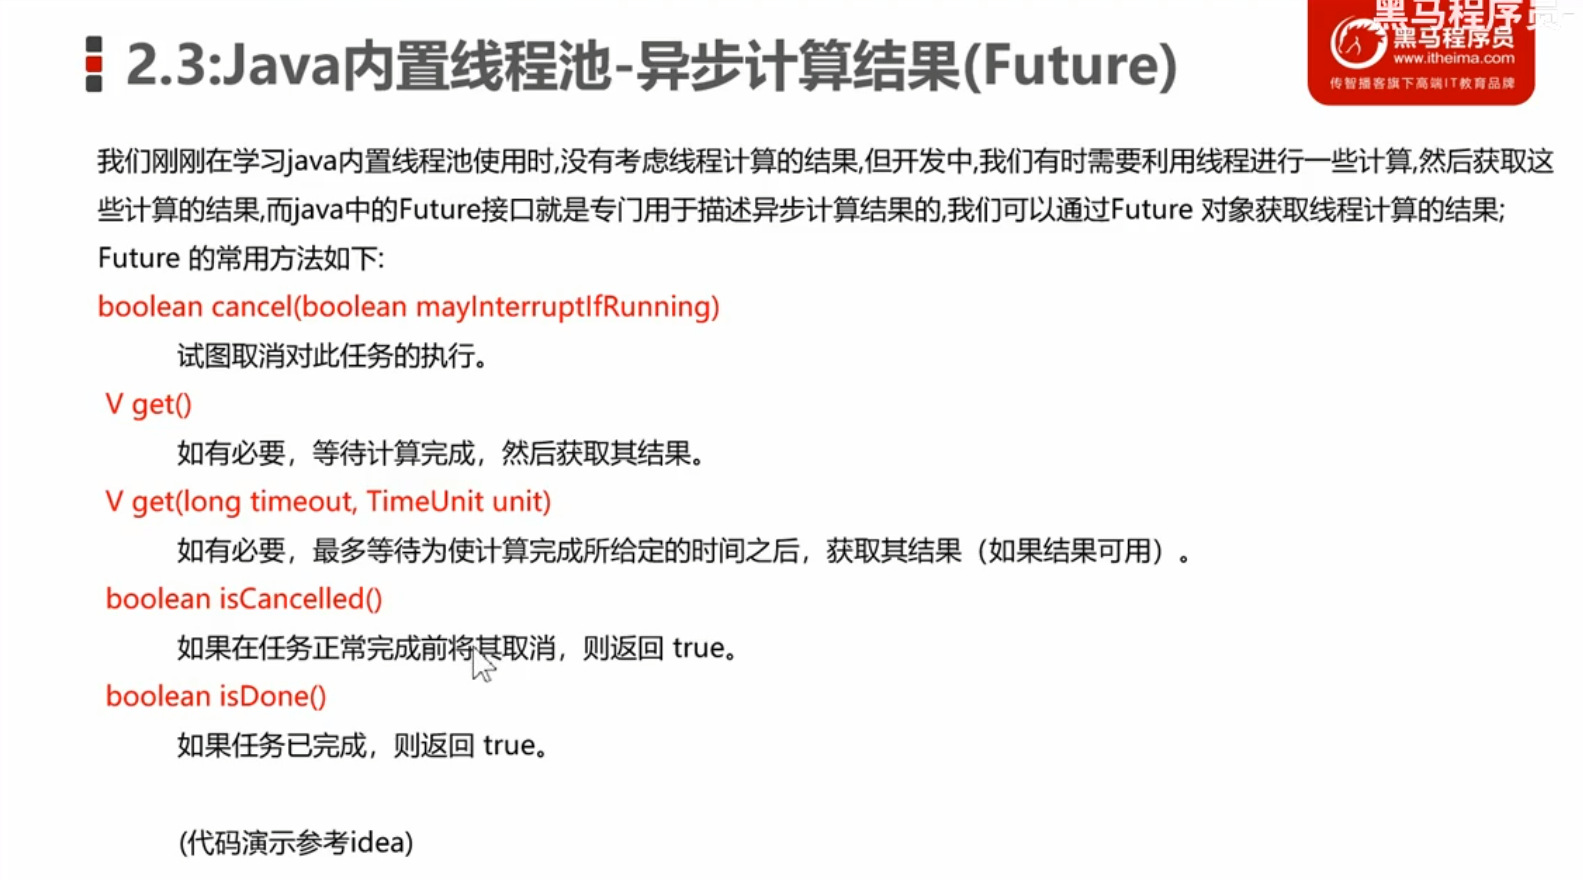 黑马程序员
2.3:Java内置线程池-异步计算结果(Future)
黑马程序员
www.itheima.com
传智播客旗下高端IT教育品牌
我们刚刚在学习java内置线程池使用时,没有考虑线程计算的结果,但开发中,我们有时需要利用线程进行一些计算,然后获取这
些计算的结果,而java中的Future接口就是专门用于描述异步计算结果的,我们可以通过Future 对象获取线程计算的结果;
Future 的常用方法如下:
boolean cancel(boolean mayInterruptIfRunning)
试图取消对此任务的执行。
V get()
如有必要，等待计算完成，然后获取其结果。
V get(long timeout, TimeUnit unit)
如有必要，最多等待为使计算完成所给定的时间之后，获取其结果（如果结果可用）。
boolean isCancelled()
如果在任务正常完成前将其取消，则返回 true。
boolean isDone()
如果任务已完成，则返回 true。
(代码演示参考idea)